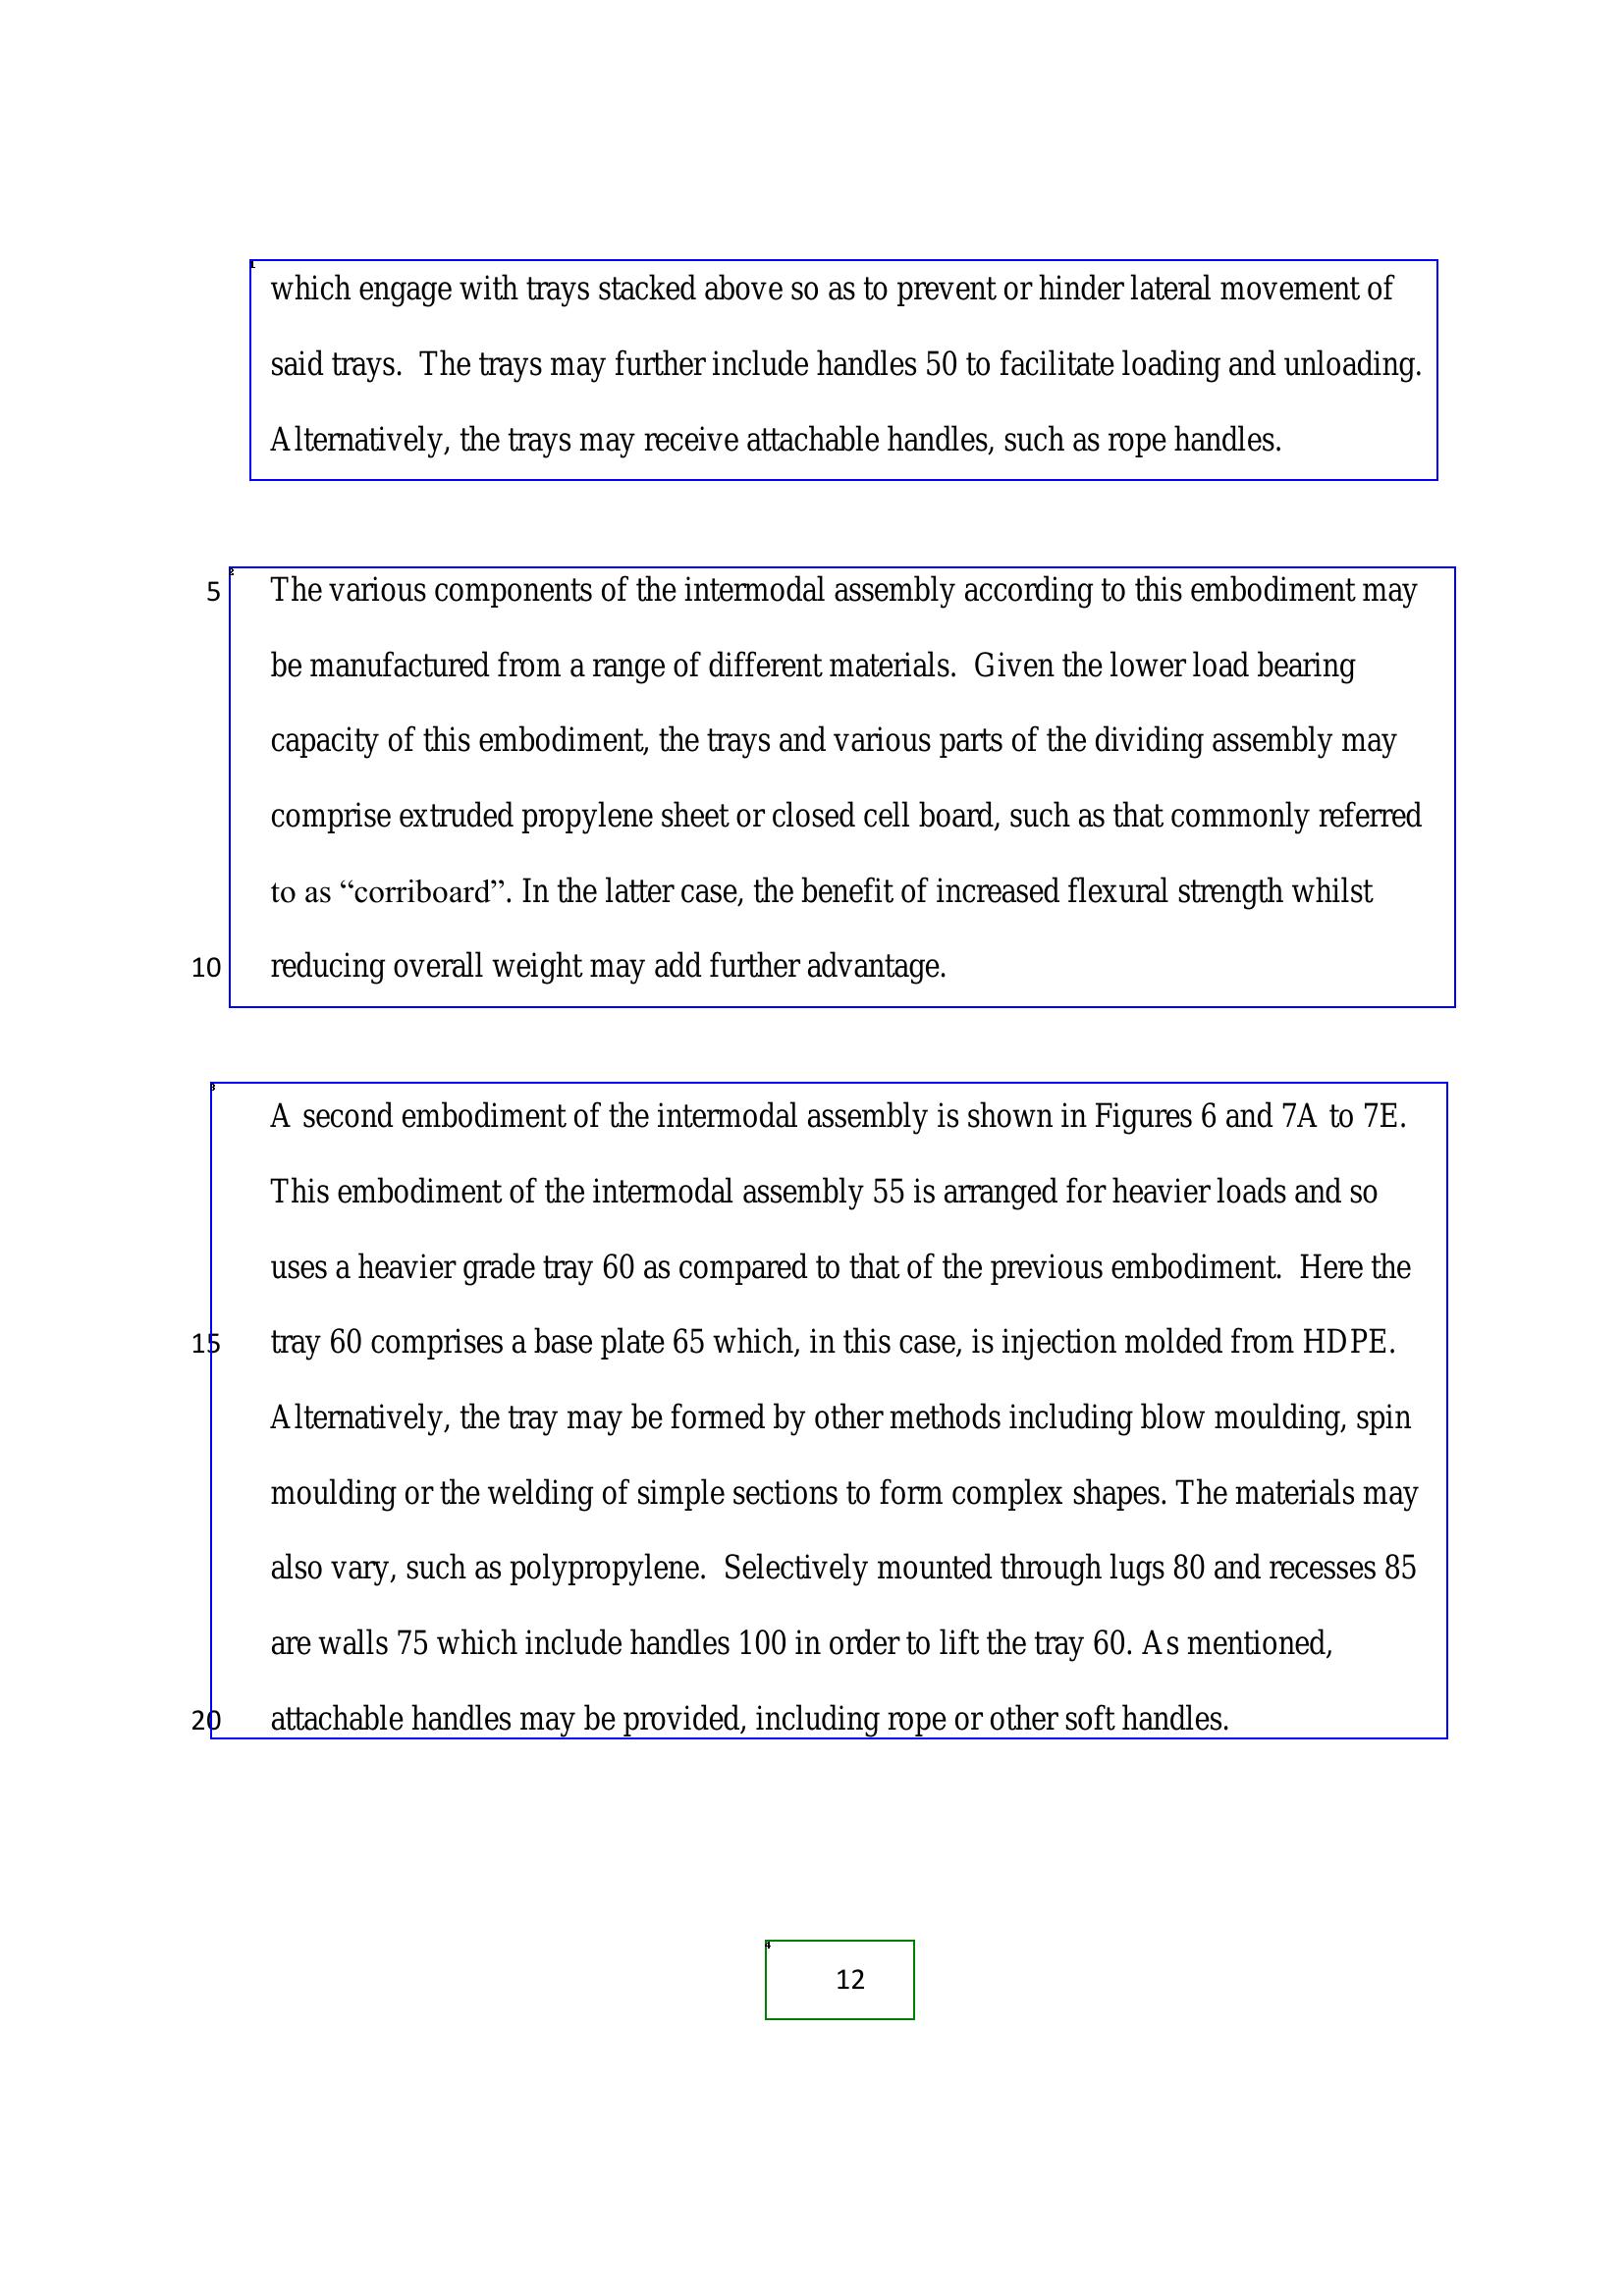 1
which engage with trays stacked above so as to prevent or hinder lateral movement of
said trays.  The trays may further include handles 50 to facilitate loading and unloading.
Alternatively, the trays may receive attachable handles, such as rope handles.
2
5 The various components of the intermodal assembly according to this embodiment may
be manufactured from a range of different materials.  Given the lower load bearing
capacity of this embodiment, the trays and various parts of the dividing assembly may
comprise extruded propylene sheet or closed cell board, such as that commonly referred
to as “corriboard”. In the latter case, the benefit of increased flexural strength whilst
10 reducing overall weight may add further advantage.
3
A second embodiment of the intermodal assembly is shown in Figures 6 and 7A to 7E.
This embodiment of the intermodal assembly 55 is arranged for heavier loads and so
uses a heavier grade tray 60 as compared to that of the previous embodiment.  Here the
15 tray 60 comprises a base plate 65 which, in this case, is injection molded from HDPE.
Alternatively, the tray may be formed by other methods including blow moulding, spin
moulding or the welding of simple sections to form complex shapes. The materials may
also vary, such as polypropylene.  Selectively mounted through lugs 80 and recesses 85
are walls 75 which include handles 100 in order to lift the tray 60. As mentioned,
20 attachable handles may be provided, including rope or other soft handles.
4
12